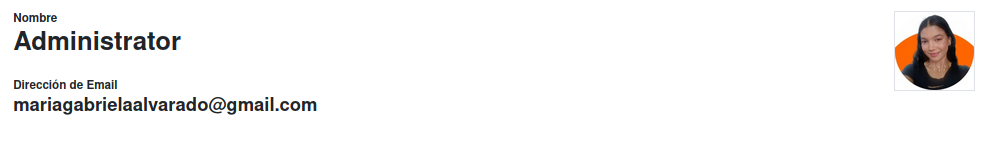 Nombre
Administrator
Dirección de Email
mariagabrielaalvarado@gmail.com